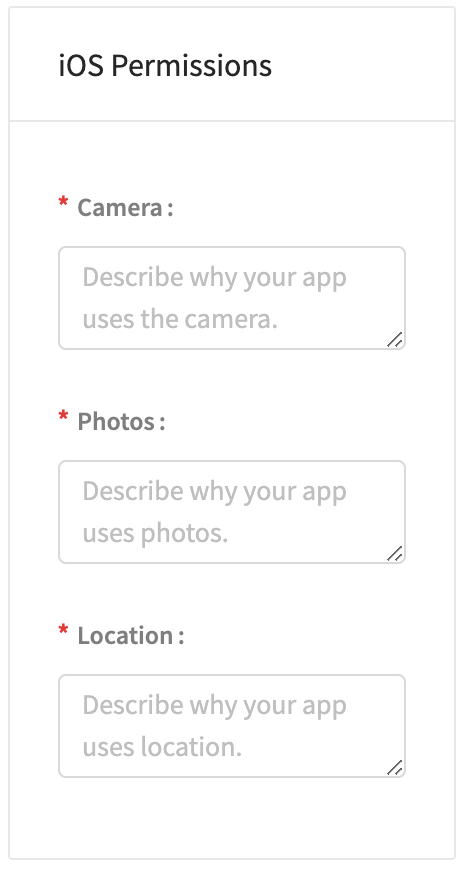 iOS Permissions
* Camera :
Describe why your app
uses the camera.
* Photos :
Describe why your app
uses photos.
* Location :
Describe why your app
uses location.